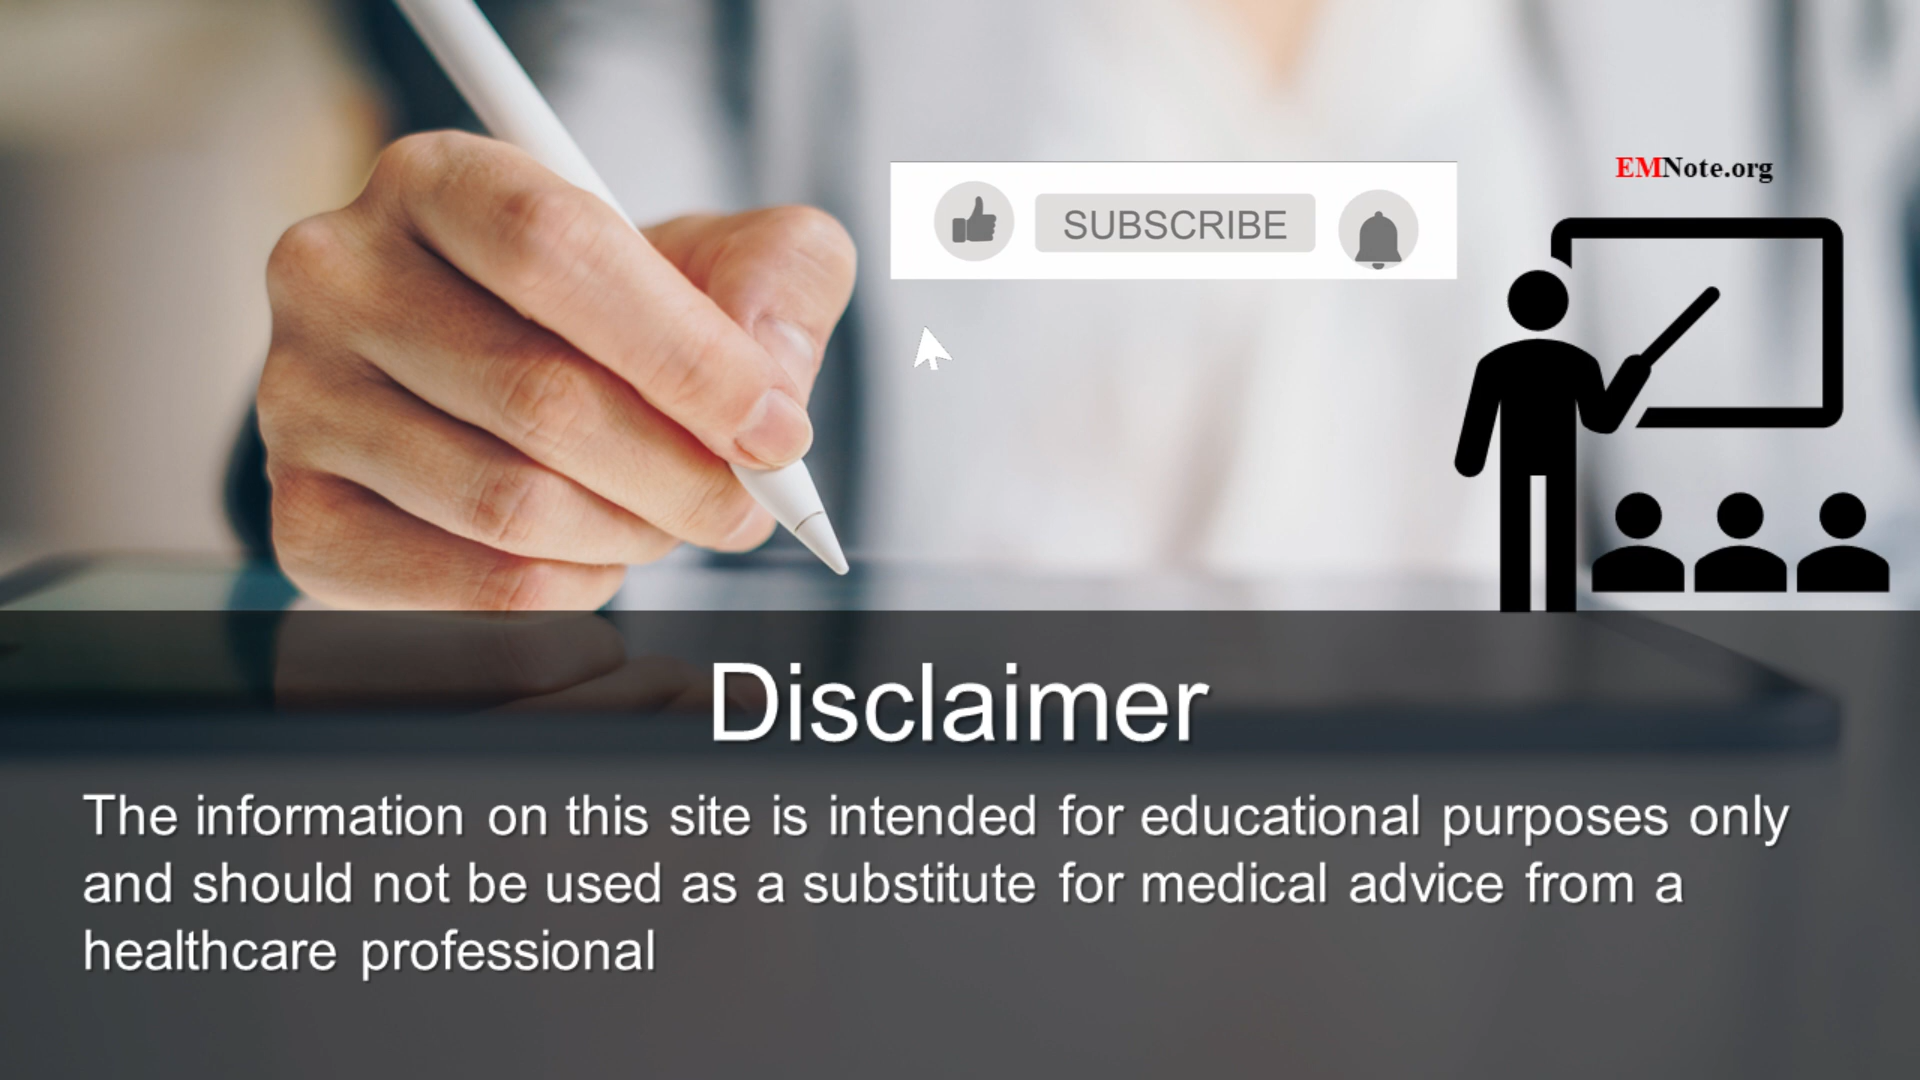 EMNote.org
SUBSCRIBE
Disclaimer
The information on this site is intended for educational purposes only
and should not be used as a substitute for medical advice from a
healthcare professional